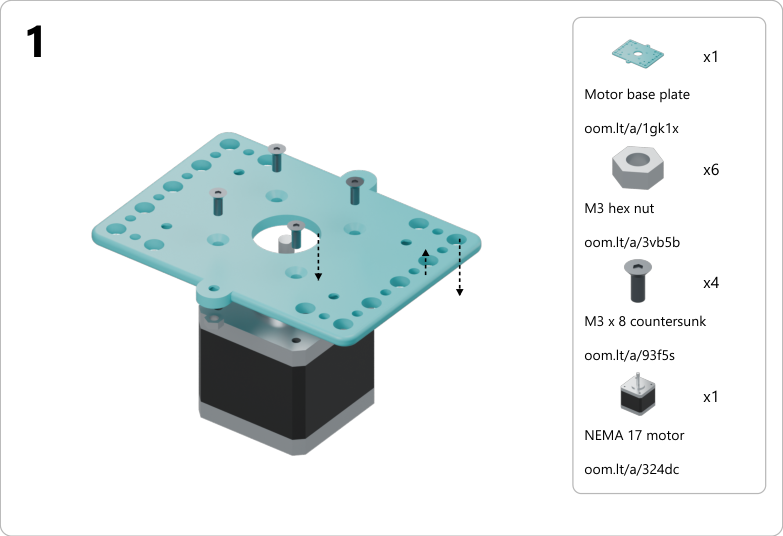 1
x1
Motor base plate
oom.lt/a/1gk1x
x6
M3 hex nut
oom.lt/a/3vb5b
x4
M3 x 8 countersunk
oom.lt/a/93f5s
x1
NEMA 17 motor
oom.lt/a/324dc